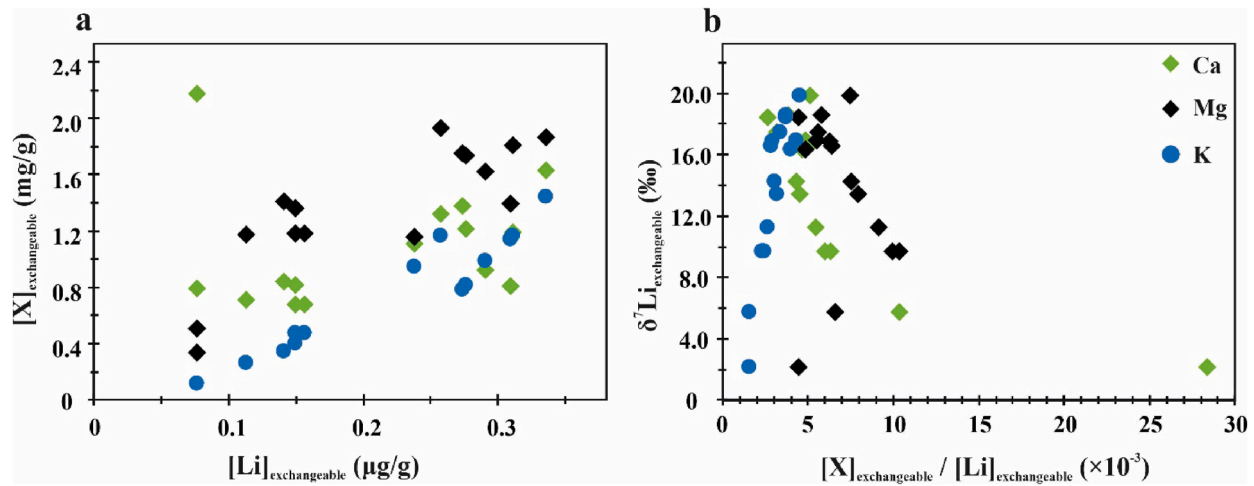 a
2.4
2.0
1.6
1.2
0.8
0.4
0
0
0.1
0.2
0.3
[X]exchangeable (mg/g)
[Li]exchangeable (µg/g)
b
20.0
16.0
12.0
8.0
4.0
0.0
0
5
10
15
20
25
30
δ⁷Liexchangeable (‰)
[X]exchangeable / [Li]exchangeable (×10⁻³)
Ca
Mg
K